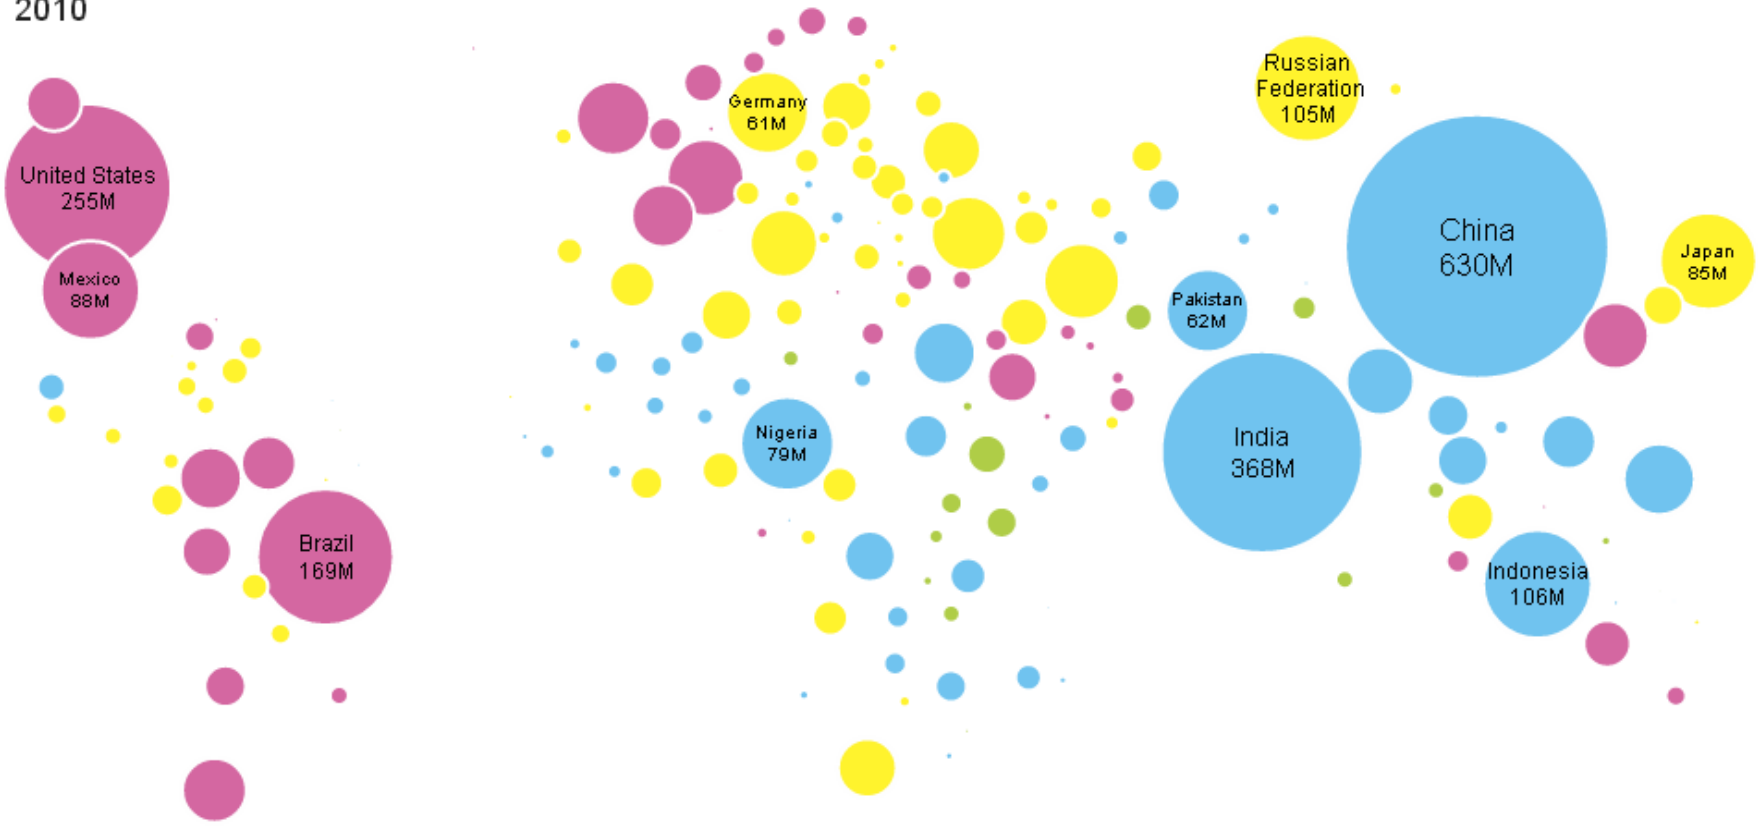 2010
Russian
Federation
105M
Germany
61M
United States
255M
China
630M
Japan
85M
Mexico
88M
Pakistan
62M
Nigeria
79M
India
368M
Brazil
169M
Indonesia
106M